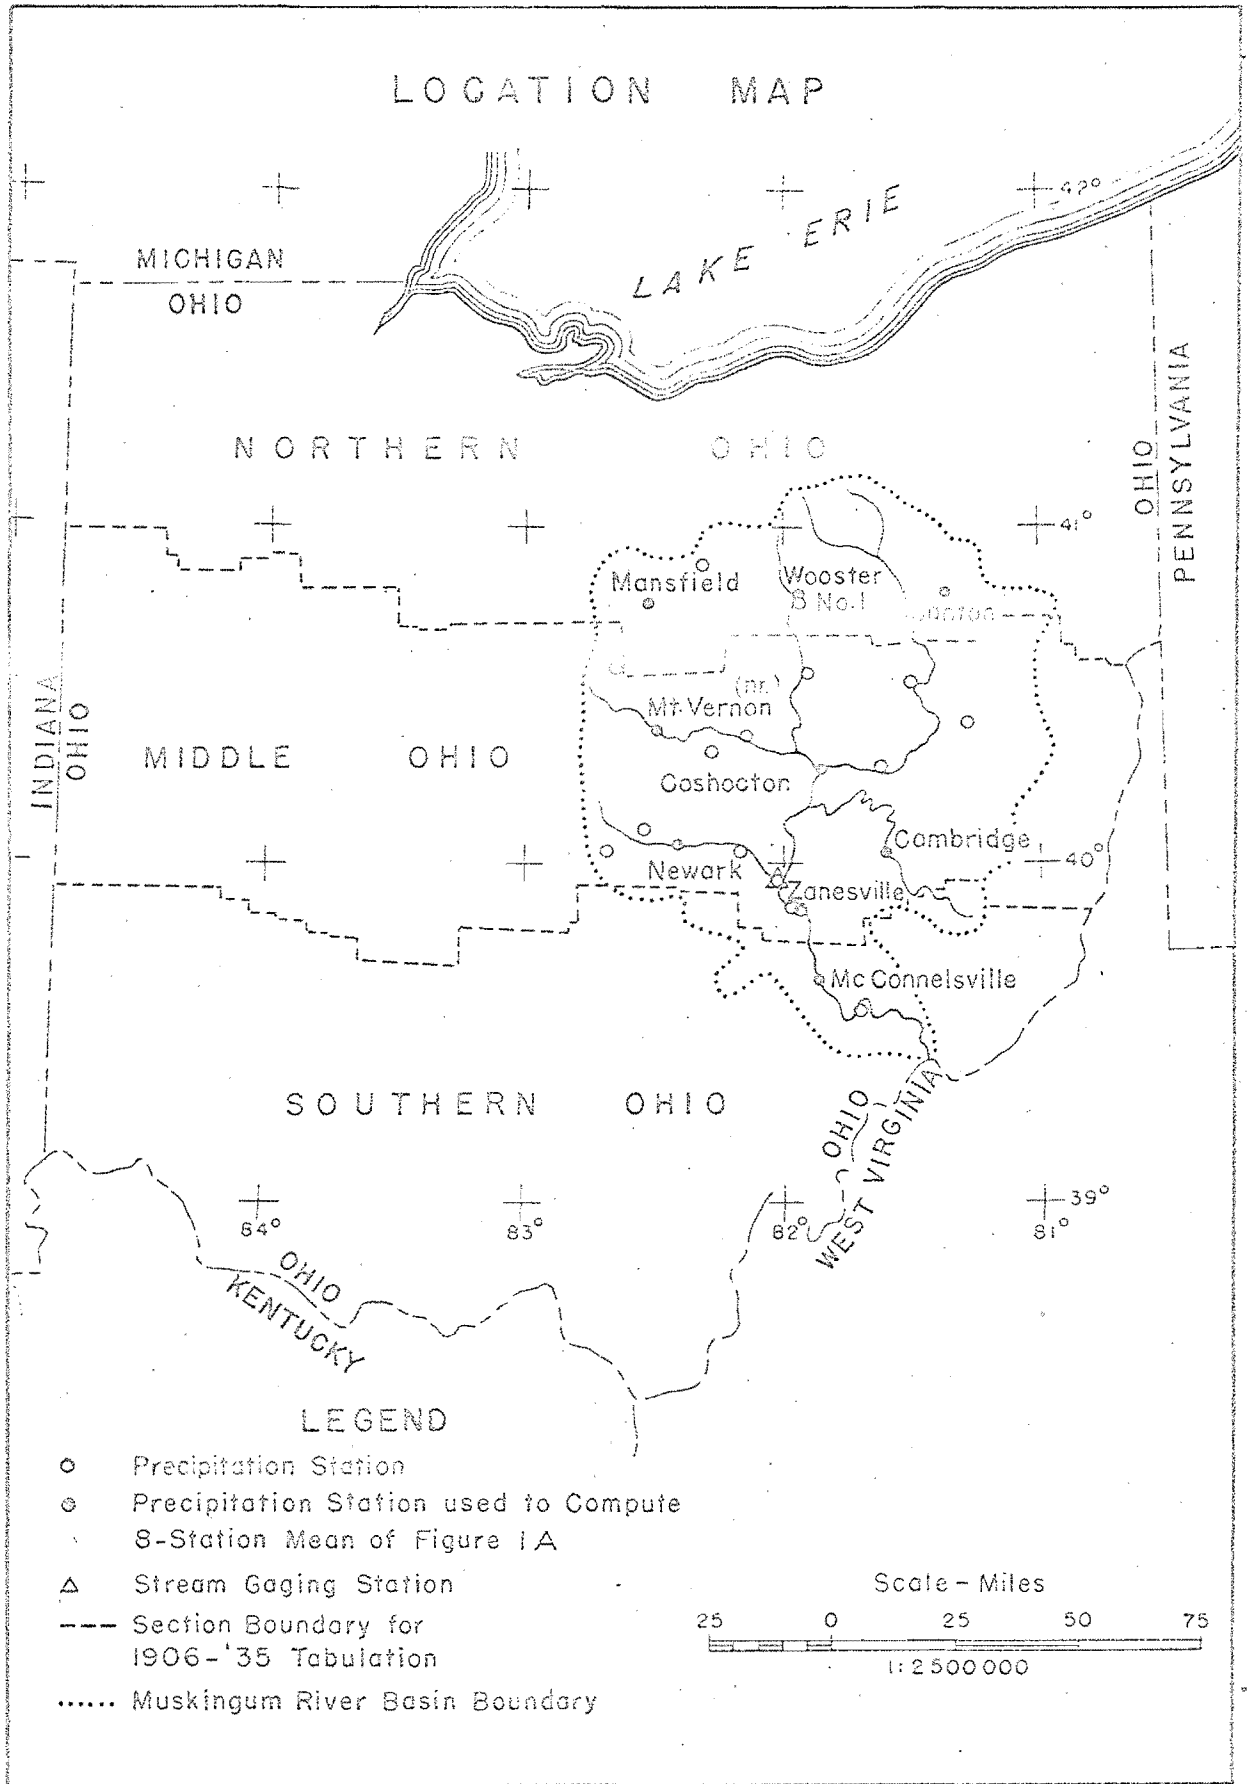 LOCATION MAP
42°
LAKE ERIE
MICHIGAN
OHIO
NORTHERN OHIO
OHIO
PENNSYLVANIA
41°
Mansfield
Wooster
No. 1
Canton
(nr.)
Mt. Vernon
INDIANA
OHIO
MIDDLE OHIO
Coshocton
Cambridge
40°
Newark
Zanesville
McConnelsville
SOUTHERN OHIO
OHIO
WEST VIRGINIA
39°
84°
83°
82°
81°
OHIO
KENTUCKY
LEGEND
Precipitation Station
Precipitation Station used to Compute
8-Station Mean of Figure 1A
Stream Gaging Station
Section Boundary for
1906-'35 Tabulation
Muskingum River Basin Boundary
Scale - Miles
25 0 25 50 75
1:2500000